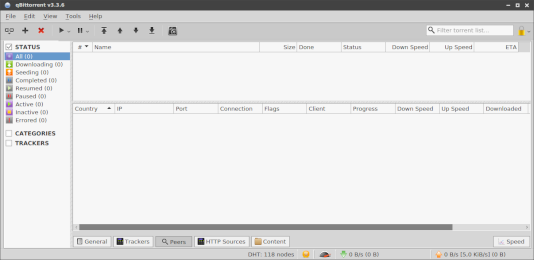 qBittorrent v3.3.6
File Edit View Tools Help
Filter torrent list...
STATUS
All (0)
Downloading (0)
Seeding (0)
Completed (0)
Resumed (0)
Paused (0)
Active (0)
Inactive (0)
Errored (0)
CATEGORIES
TRACKERS
# Name Size Done Status Down Speed Up Speed ETA
Country IP Port Connection Flags Client Progress Down Speed Up Speed Downloaded
General Trackers Peers HTTP Sources Content Speed
DHT: 118 nodes 0 B/s (0 B) 0 B/s [5.0 KiB/s] (0 B)